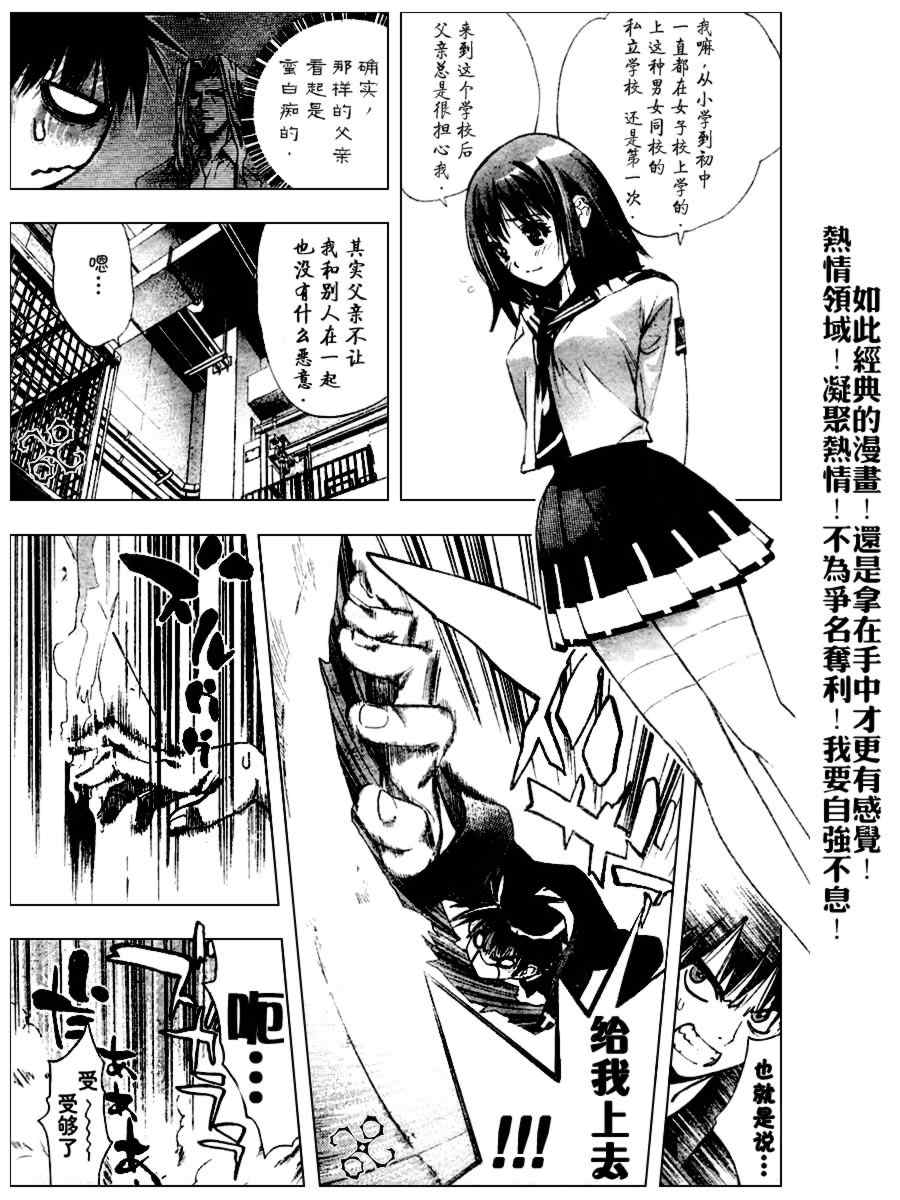 我嘛，从小学到初中
一直都在女子校上学的
上这种男女同校的
私立学校 还是第一次．
来到这个学校后
父亲总是很担心我．
确实，
那样的父亲
看起是
蛮白痴的．
其实父亲不让
我和别人在一起
也没有什么恶意．
嗯…
也就是说…
给我上去
!!!
呃……
受～～
受够了
あぁぁ
如此經典的漫畫！還是拿在手中才更有感覺！
熱情領域！凝聚熱情！不為爭名奪利！我要自強不息！